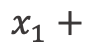 x₁ +